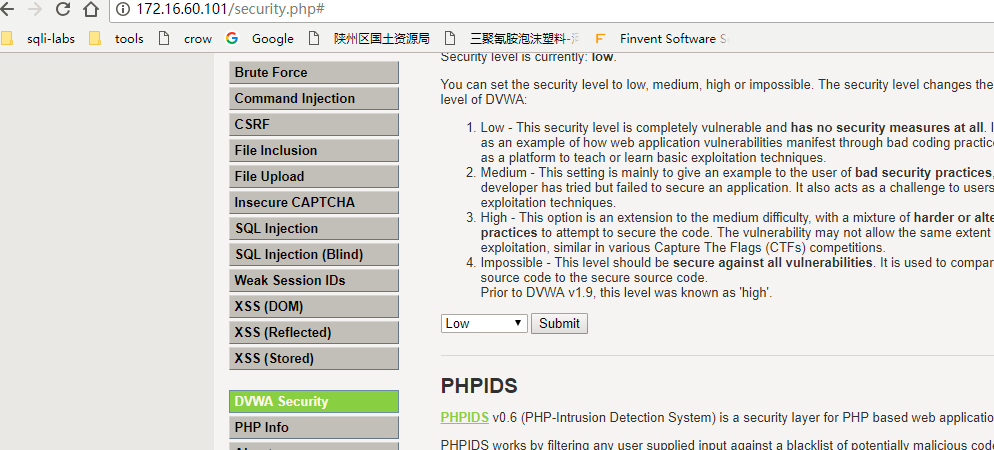 172.16.60.101/security.php#
sqli-labs tools crow Google 陕州区国土资源局 三聚氰胺泡沫塑料- Finvent Software
Brute Force
Command Injection
CSRF
File Inclusion
File Upload
Insecure CAPTCHA
SQL Injection
SQL Injection (Blind)
Weak Session IDs
XSS (DOM)
XSS (Reflected)
XSS (Stored)
DVWA Security
PHP Info
Security level is currently: low.
You can set the security level to low, medium, high or impossible. The security level changes the
level of DVWA:
1. Low - This security level is completely vulnerable and has no security measures at all.
as an example of how web application vulnerabilities manifest through bad coding practic
as a platform to teach or learn basic exploitation techniques.
2. Medium - This setting is mainly to give an example to the user of bad security practices,
developer has tried but failed to secure an application. It also acts as a challenge to users
exploitation techniques.
3. High - This option is an extension to the medium difficulty, with a mixture of harder or alte
practices to attempt to secure the code. The vulnerability may not allow the same extent
exploitation, similar in various Capture The Flags (CTFs) competitions.
4. Impossible - This level should be secure against all vulnerabilities. It is used to compar
source code to the secure source code.
Prior to DVWA v1.9, this level was known as 'high'.
Low Submit
PHPIDS
PHPIDS v0.6 (PHP-Intrusion Detection System) is a security layer for PHP based web applicatio
PHPIDS works by filtering any user supplied input against a blacklist of potentially malicious cod